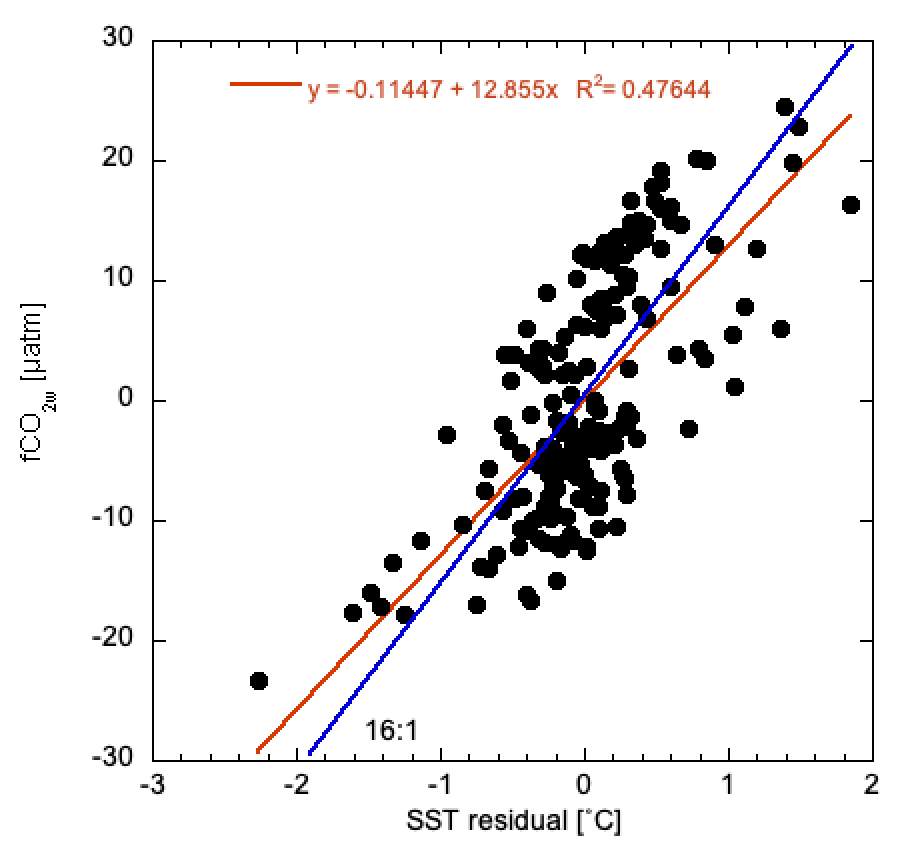 30
y = -0.11447 + 12.855x R²= 0.47644
20
10
fCO₂w [µatm]
0
-10
-20
16:1
-30
-3 -2 -1 0 1 2
SST residual [˚C]